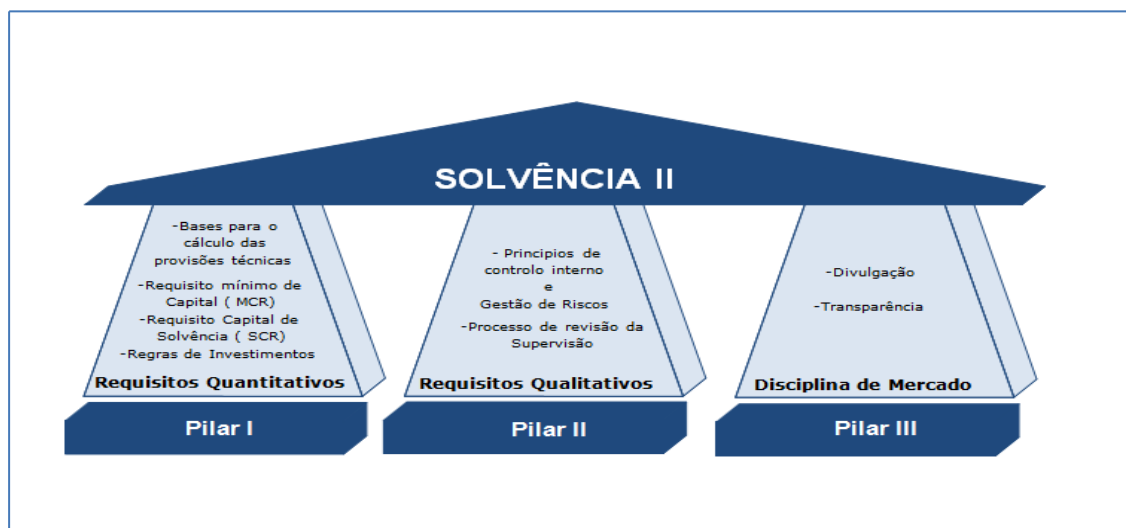 SOLVÊNCIA II
-Bases para o
cálculo das
provisões técnicas
-Requisito mínimo de
Capital ( MCR)
-Requisito Capital de
Solvência ( SCR)
-Regras de Investimentos
Requisitos Quantitativos
Pilar I
- Principios de
controlo interno
e
Gestão de Riscos
-Processo de revisão da
Supervisão
Requisitos Qualitativos
Pilar II
-Divulgação
-Transparência
Disciplina de Mercado
Pilar III